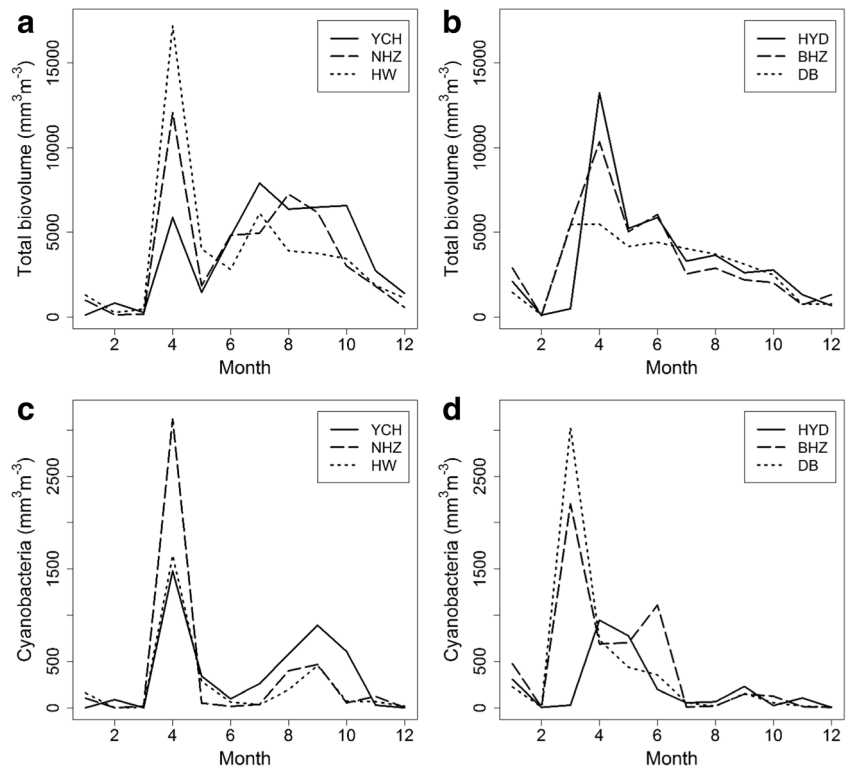 a
YCH
NHZ
HW
Total biovolume (mm³m⁻³)
15000
10000
5000
0
2 4 6 8 10 12
Month
b
HYD
BHZ
DB
Total biovolume (mm³m⁻³)
15000
10000
5000
0
2 4 6 8 10 12
Month
c
YCH
NHZ
HW
Cyanobacteria (mm³m⁻³)
2500
1500
500
0
2 4 6 8 10 12
Month
d
HYD
BHZ
DB
Cyanobacteria (mm³m⁻³)
2500
1500
500
0
2 4 6 8 10 12
Month